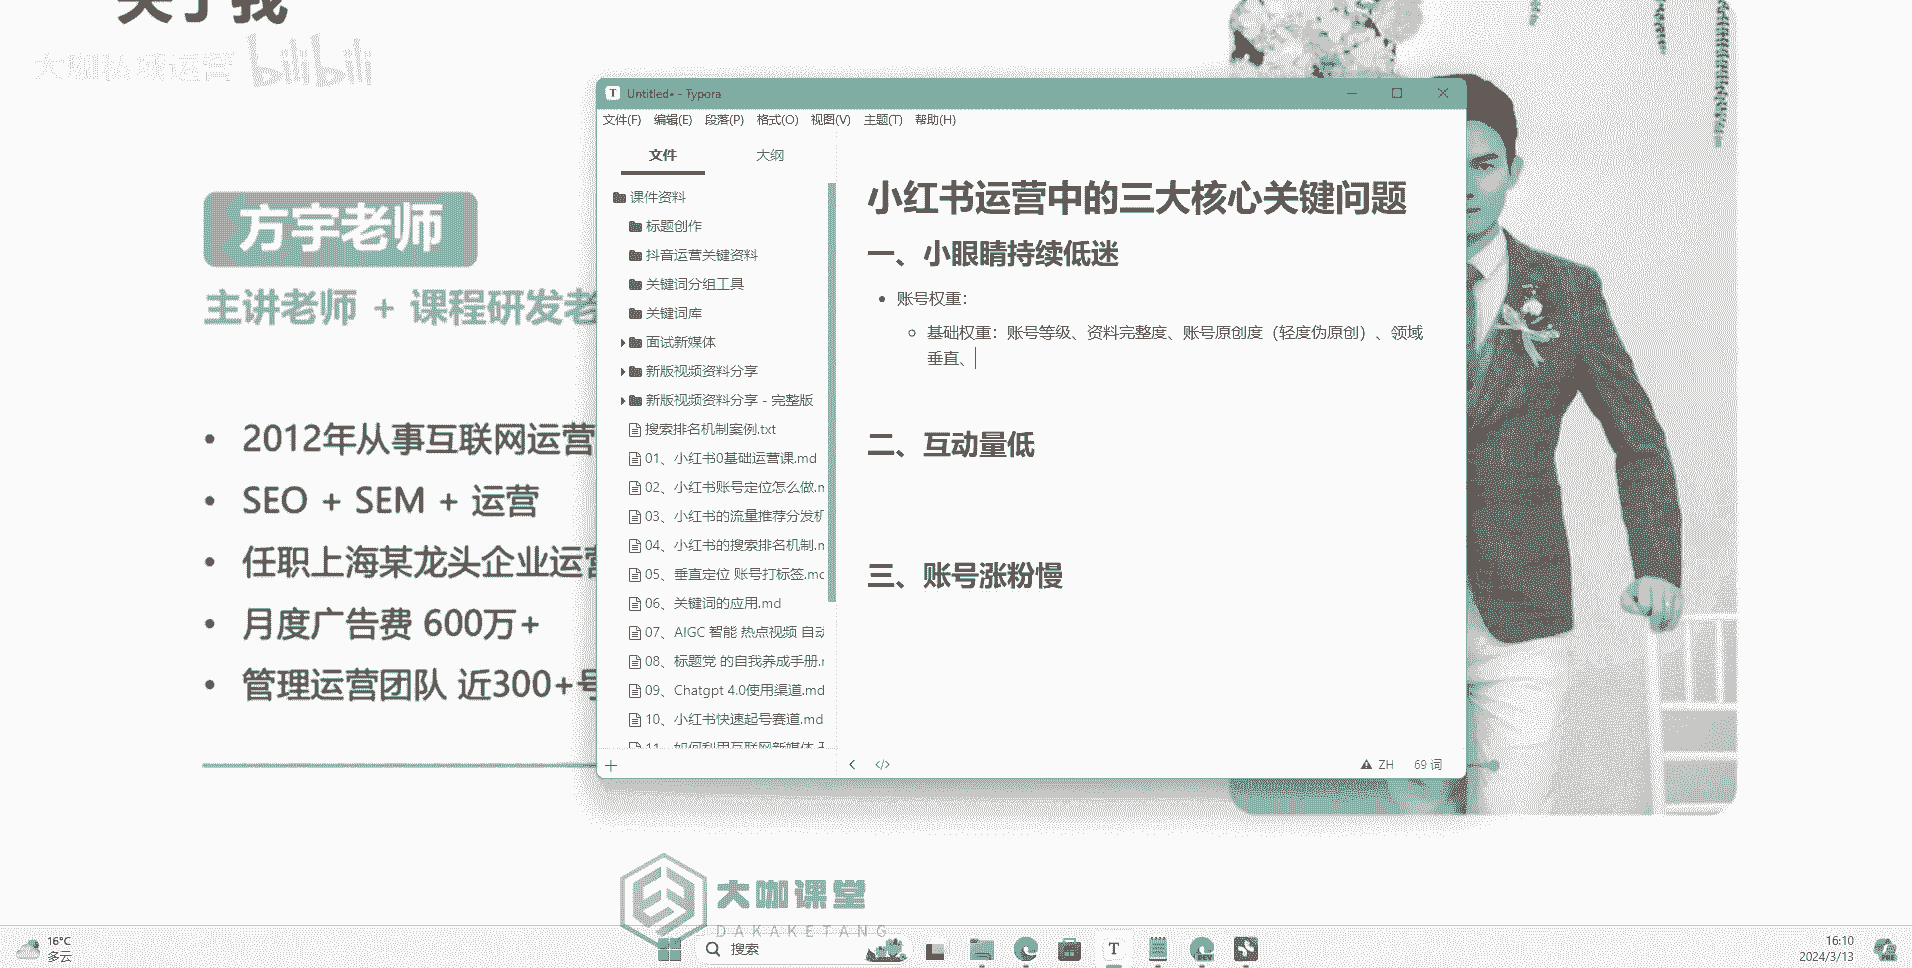 关于我
大咖私域运营 bilibili
方宇老师
主讲老师 + 课程研发老
• 2012年从事互联网运营
• SEO + SEM + 运营
• 任职上海某龙头企业运营
• 月度广告费 600万+
• 管理运营团队 近300+号
Untitled• - Typora
文件(F) 编辑(E) 段落(P) 格式(O) 视图(V) 主题(T) 帮助(H)
文件 大纲
课件资料
标题创作
抖音运营关键资料
关键词分组工具
关键词库
面试新媒体
新版视频资料分享
新版视频资料分享 - 完整版
搜索排名机制案例.txt
01、小红书0基础运营课.md
02、小红书账号定位怎么做.m
03、小红书的流量推荐分发机
04、小红书的搜索排名机制.m
05、垂直定位 账号打标签.md
06、关键词的应用.md
07、AIGC 智能 热点视频 自动
08、标题党 的自我养成手册.m
09、Chatgpt 4.0使用渠道.md
10、小红书快速起号赛道.md
11、如何利用互联网新媒体
小红书运营中的三大核心关键问题
一、小眼睛持续低迷
• 账号权重：
基础权重：账号等级、资料完整度、账号原创度（轻度伪原创）、领域
垂直、
二、互动量低
三、账号涨粉慢
ZH 69 词
大咖课堂
DAKAKETANG
16°C
多云
搜索
16:10
2024/3/13